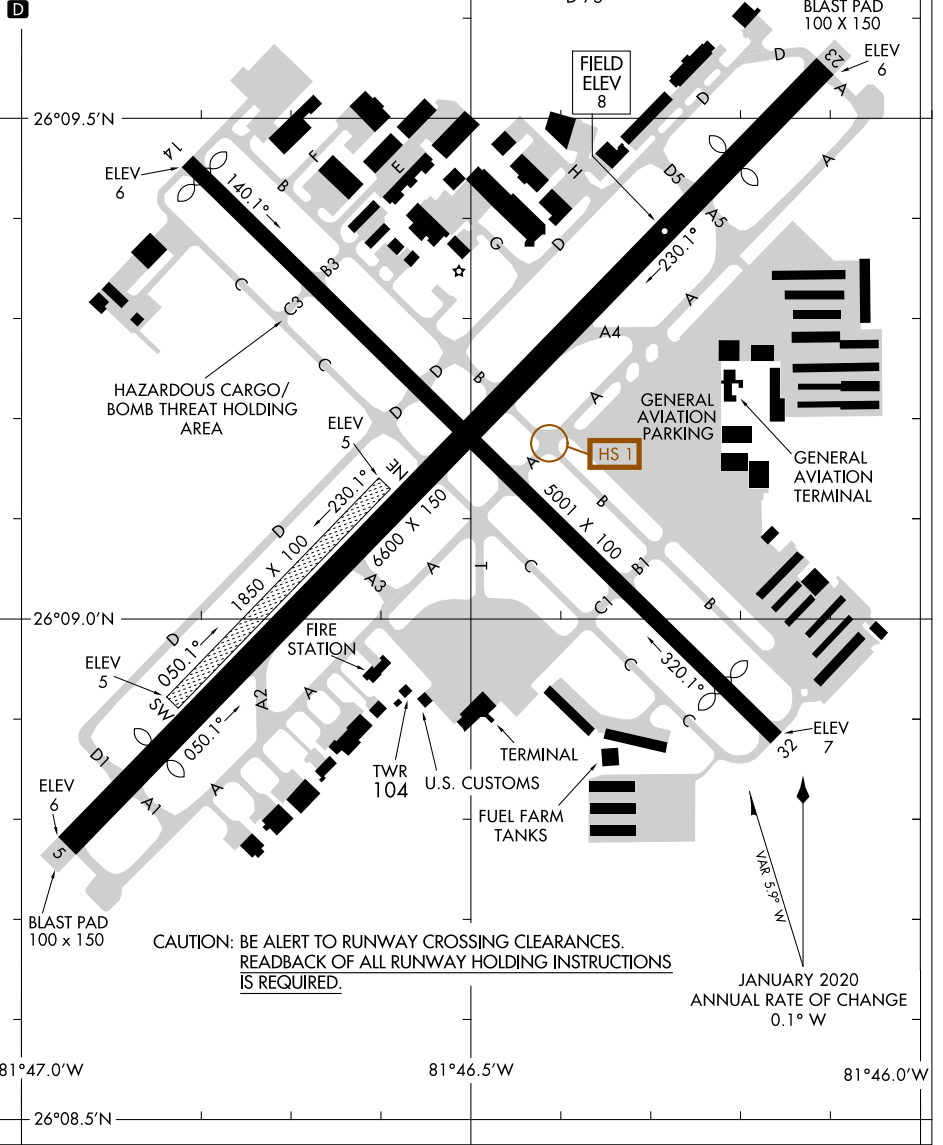 D
BLAST PAD
100 X 150
ELEV
6
23
FIELD
ELEV
8
26°09.5'N
14
ELEV
6
140.1°
230.1°
A
A
A5
D5
D
D
D
H
G
E
F
B
B3
C
C3
C
A
A4
A
D
B
D
HAZARDOUS CARGO/
BOMB THREAT HOLDING
AREA
ELEV
5
GENERAL
AVIATION
PARKING
GENERAL
AVIATION
TERMINAL
HS 1
A
B
NE
230.1°
1850 X 100
050.1°
SW
6600 X 150
5001 X 100
D
D
A3
A
T
C
B1
C1
B
26°09.0'N
FIRE
STATION
ELEV
5
320.1°
C
C
A2
A
050.1°
D1
A1
A
ELEV
6
5
TWR
104
U.S. CUSTOMS
TERMINAL
FUEL FARM
TANKS
ELEV
7
32
VAR 5.9° W
BLAST PAD
100 x 150
CAUTION: BE ALERT TO RUNWAY CROSSING CLEARANCES.
READBACK OF ALL RUNWAY HOLDING INSTRUCTIONS
IS REQUIRED.
JANUARY 2020
ANNUAL RATE OF CHANGE
0.1° W
81°47.0'W
81°46.5'W
81°46.0'W
26°08.5'N